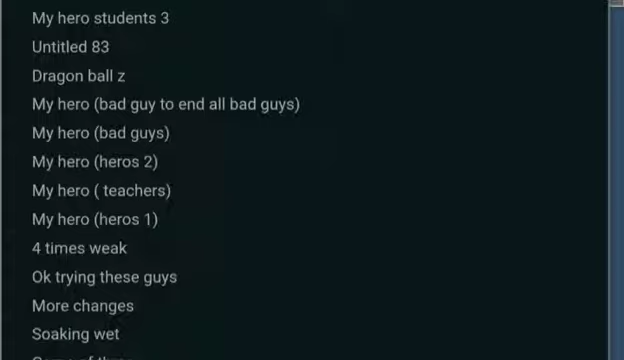 My hero students 3
Untitled 83
Dragon ball z
My hero (bad guy to end all bad guys)
My hero (bad guys)
My hero (heros 2)
My hero ( teachers)
My hero (heros 1)
4 times weak
Ok trying these guys
More changes
Soaking wet